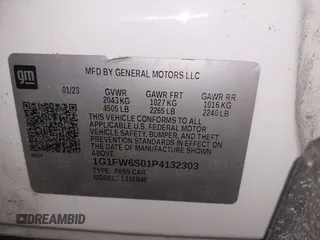 gm
MFD BY GENERAL MOTORS LLC
01/23 GVWR GAWR FRT GAWR RR
2043 KG 1027 KG 1016 KG
4505 LB 2265 LB 2240 LB
THIS VEHICLE CONFORMS TO ALL APPLICABLE
U.S. FEDERAL MOTOR VEHICLE SAFETY, BUMPER, AND THEFT
PREVENTION STANDARDS IN EFFECT ON THE DATE
OF MANUFACTURE SHOWN ABOVE.
1G1FW6S01P4132303
TYPE: PASS CAR
MODEL: 1
DREAMBID